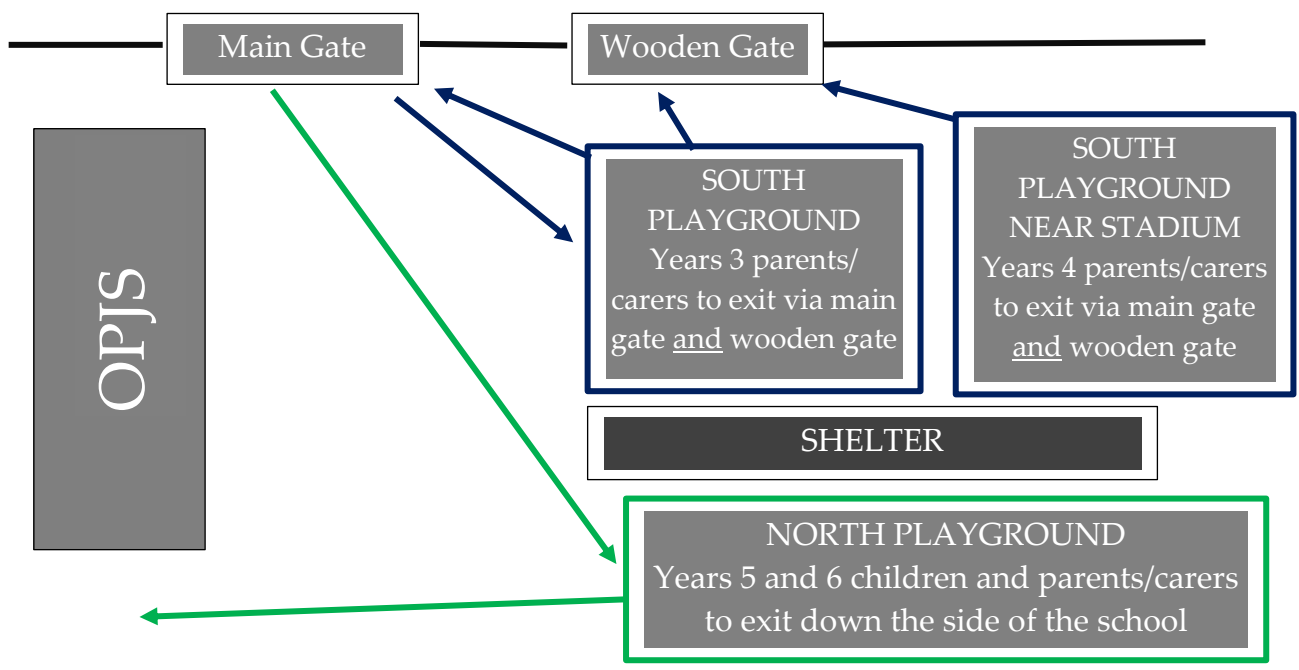 Main Gate
Wooden Gate
OPJS
SOUTH
PLAYGROUND
Years 3 parents/
carers to exit via main
gate and wooden gate
SOUTH
PLAYGROUND
NEAR STADIUM
Years 4 parents/carers
to exit via main gate
and wooden gate
SHELTER
NORTH PLAYGROUND
Years 5 and 6 children and parents/carers
to exit down the side of the school